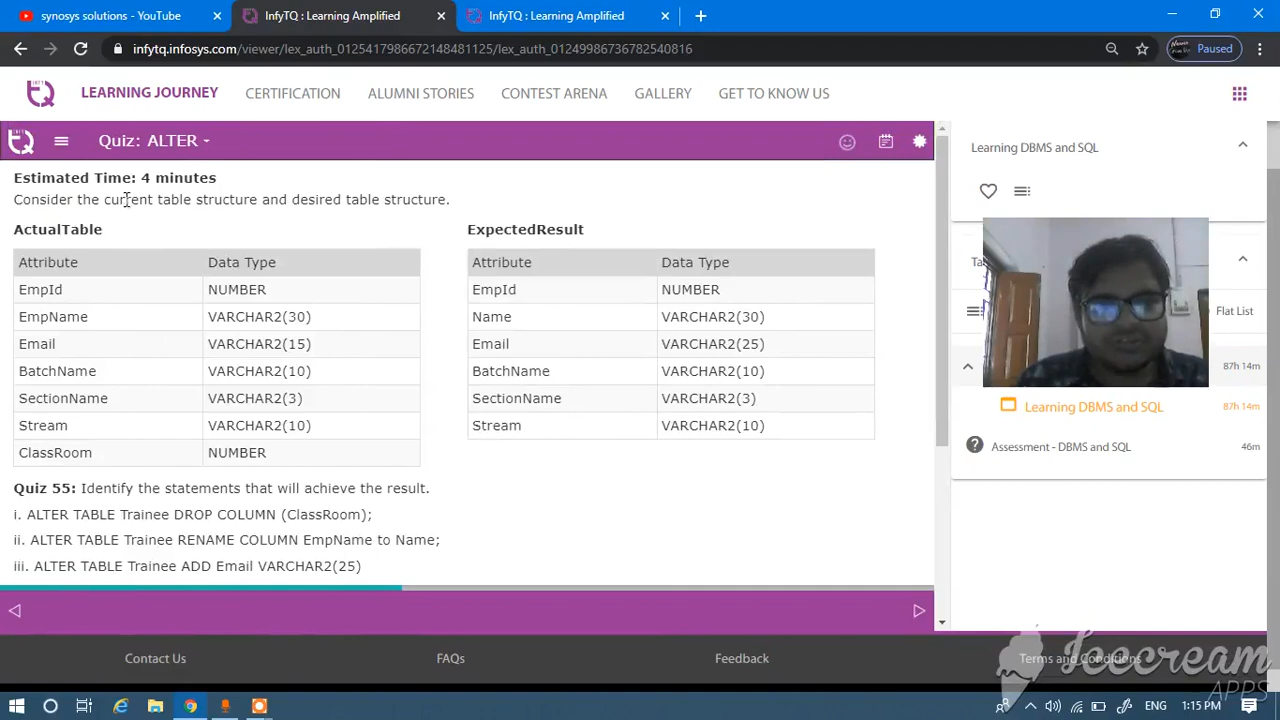 synosys solutions - YouTube
InfyTQ : Learning Amplified
InfyTQ : Learning Amplified
infytq.infosys.com/viewer/lex_auth_012541798667214848​1125/lex_auth_01249986736782540816
Paused
LEARNING JOURNEY
CERTIFICATION
ALUMNI STORIES
CONTEST ARENA
GALLERY
GET TO KNOW US
Quiz: ALTER
Estimated Time: 4 minutes
Consider the current table structure and desired table structure.
ActualTable
Attribute Data Type
EmpId NUMBER
EmpName VARCHAR2(30)
Email VARCHAR2(15)
BatchName VARCHAR2(10)
SectionName VARCHAR2(3)
Stream VARCHAR2(10)
ClassRoom NUMBER
ExpectedResult
Attribute Data Type
EmpId NUMBER
Name VARCHAR2(30)
Email VARCHAR2(25)
BatchName VARCHAR2(10)
SectionName VARCHAR2(3)
Stream VARCHAR2(10)
Quiz 55: Identify the statements that will achieve the result.
i. ALTER TABLE Trainee DROP COLUMN (ClassRoom);
ii. ALTER TABLE Trainee RENAME COLUMN EmpName to Name;
iii. ALTER TABLE Trainee ADD Email VARCHAR2(25)
Learning DBMS and SQL
Flat List
87h 14m
Learning DBMS and SQL 87h 14m
Assessment - DBMS and SQL 46m
Contact Us
FAQs
Feedback
Terms and Conditions
Icecream
APPS
ENG
1:15 PM